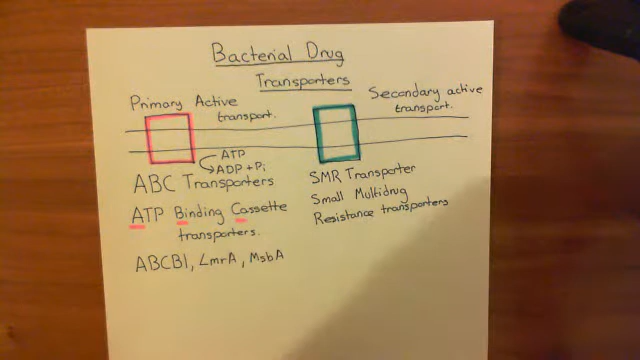 Bacterial Drug
Transporters
Primary Active
transport.
Secondary active
transport.
ATP
ADP + Pi
ABC Transporters
ATP Binding Cassette
transporters.
ABCB1, LmrA, MsbA
SMR Transporter
Small Multidrug
Resistance transporters